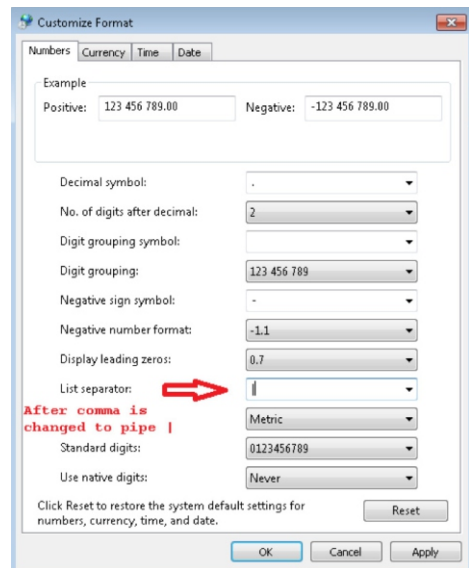 Customize Format
Numbers Currency Time Date
Example
Positive: 123 456 789.00 Negative: -123 456 789.00
Decimal symbol: .
No. of digits after decimal: 2
Digit grouping symbol:
Digit grouping: 123 456 789
Negative sign symbol: -
Negative number format: -1.1
Display leading zeros: 0.7
List separator: |
After comma is
changed to pipe |
Metric
Standard digits: 0123456789
Use native digits: Never
Click Reset to restore the system default settings for
numbers, currency, time, and date.
Reset
OK Cancel Apply